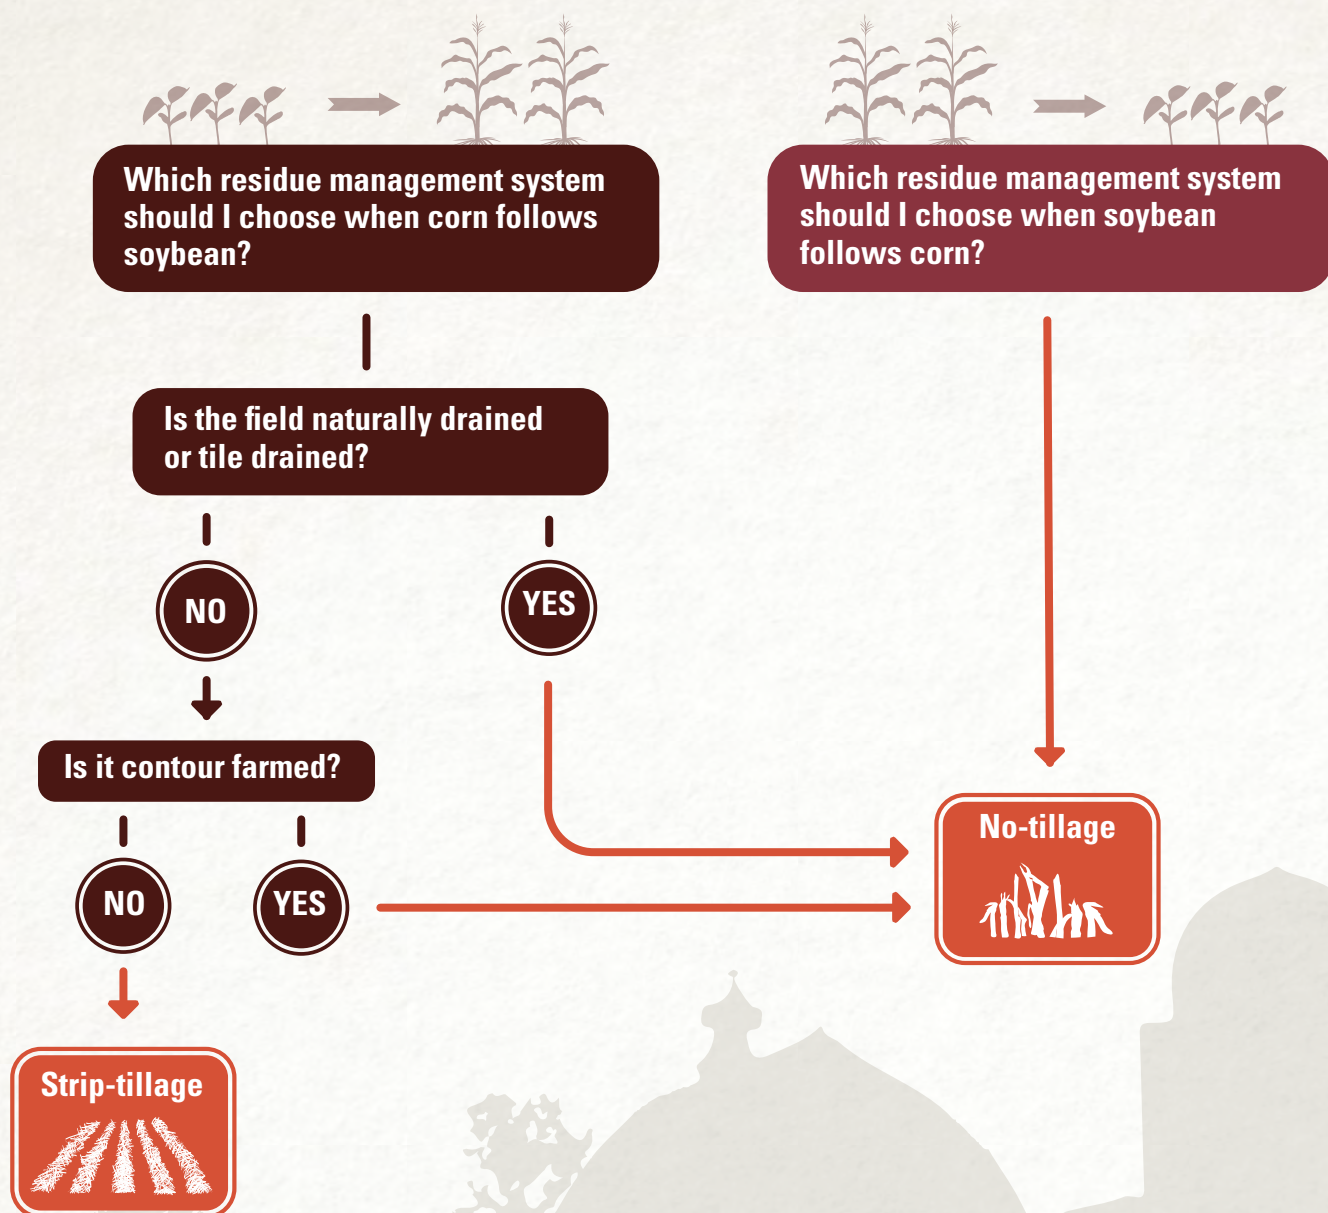 Which residue management system
should I choose when corn follows
soybean?
Which residue management system
should I choose when soybean
follows corn?
Is the field naturally drained
or tile drained?
NO
YES
Is it contour farmed?
NO
YES
No-tillage
Strip-tillage